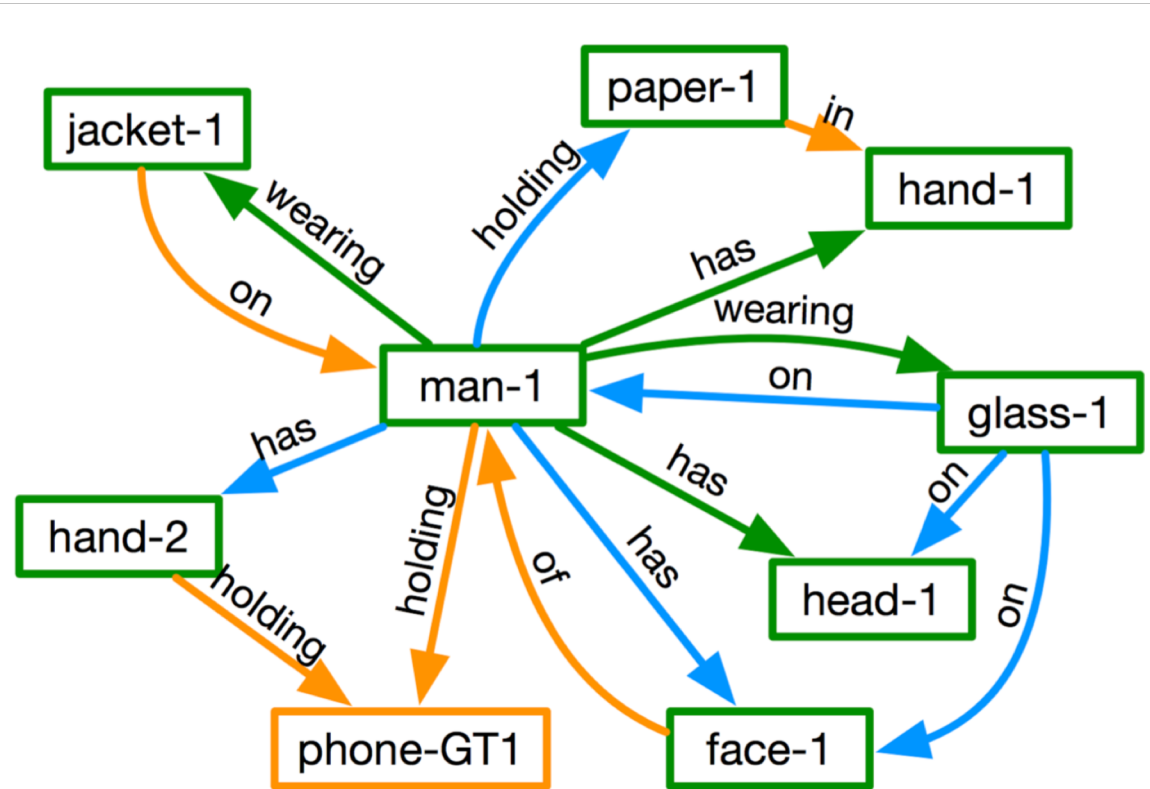 paper-1
in
jacket-1
holding
hand-1
wearing
has
on
wearing
man-1
on
glass-1
has
has
on
hand-2
holding
holding
of
has
head-1
on
phone-GT1
face-1